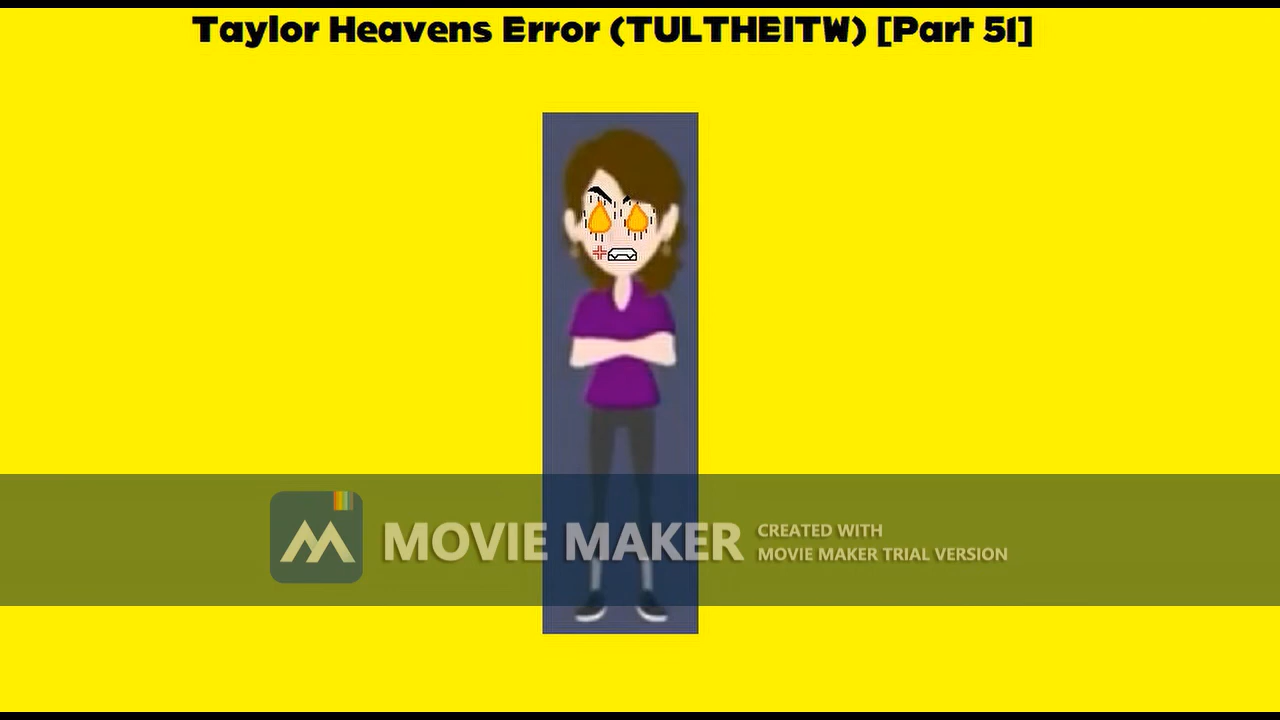 Taylor Heavens Error (TULTHEITW) [Part 51]
MOVIE MAKER
CREATED WITH
MOVIE MAKER TRIAL VERSION